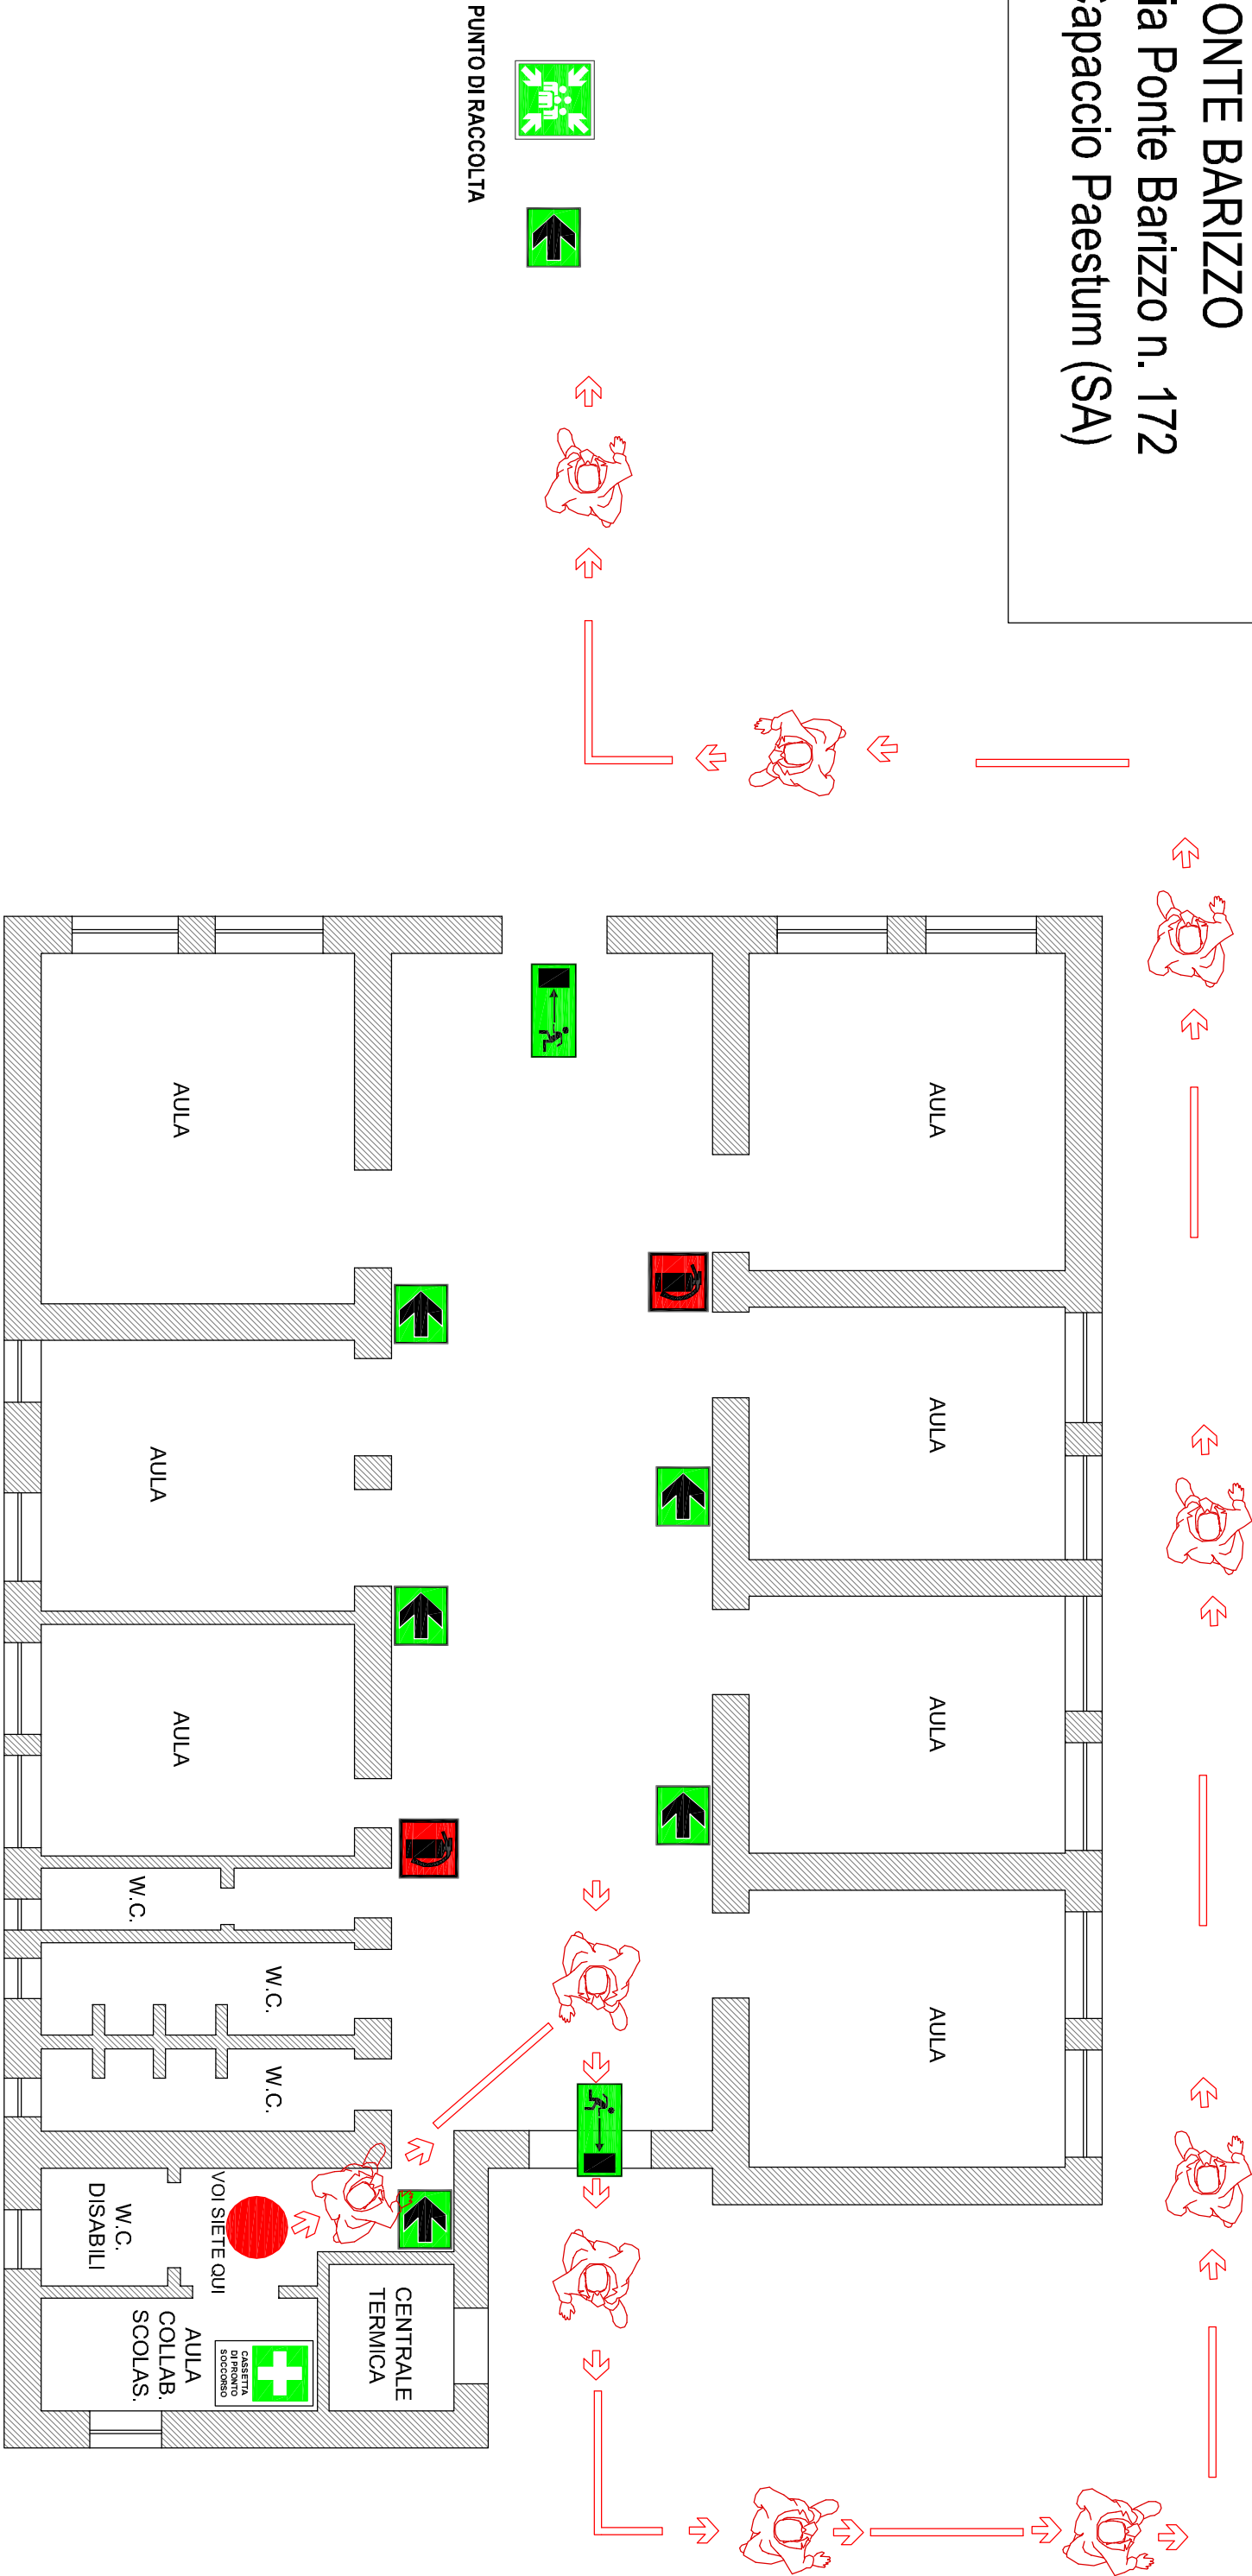 ONTE BARIZZO
ia Ponte Barizzo n. 172
Capaccio Paestum (SA)
AULA
AULA
AULA
AULA
PUNTO DI RACCOLTA
CENTRALE
TERMICA
W.C.
W.C.
VOI SIETE QUI
CASSETTA
DI PRONTO
SOCCORSO
AULA
AULA
AULA
W.C.
AULA
COLLAB.
SCOLAS.
W.C.
DISABILI